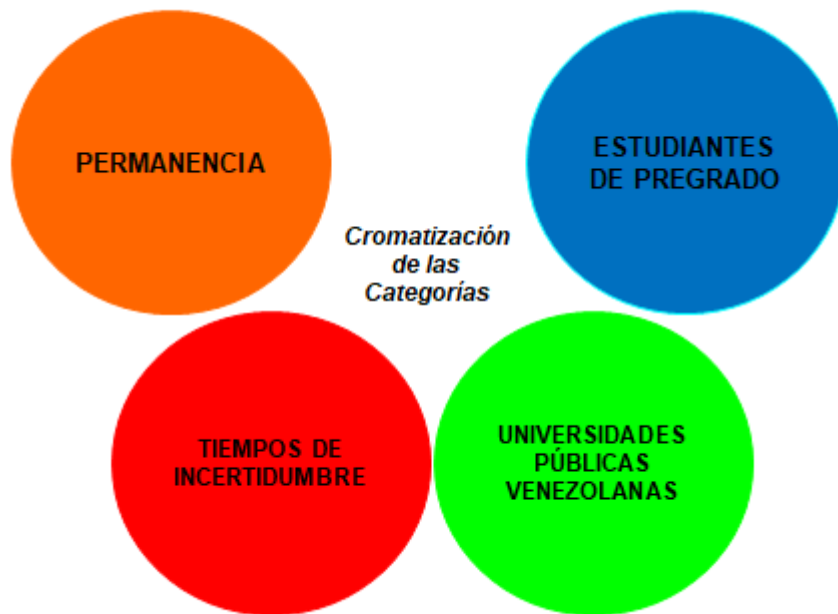 PERMANENCIA
ESTUDIANTES
DE PREGRADO
Cromatización
de las
Categorías
TIEMPOS DE
INCERTIDUMBRE
UNIVERSIDADES
PÚBLICAS
VENEZOLANAS